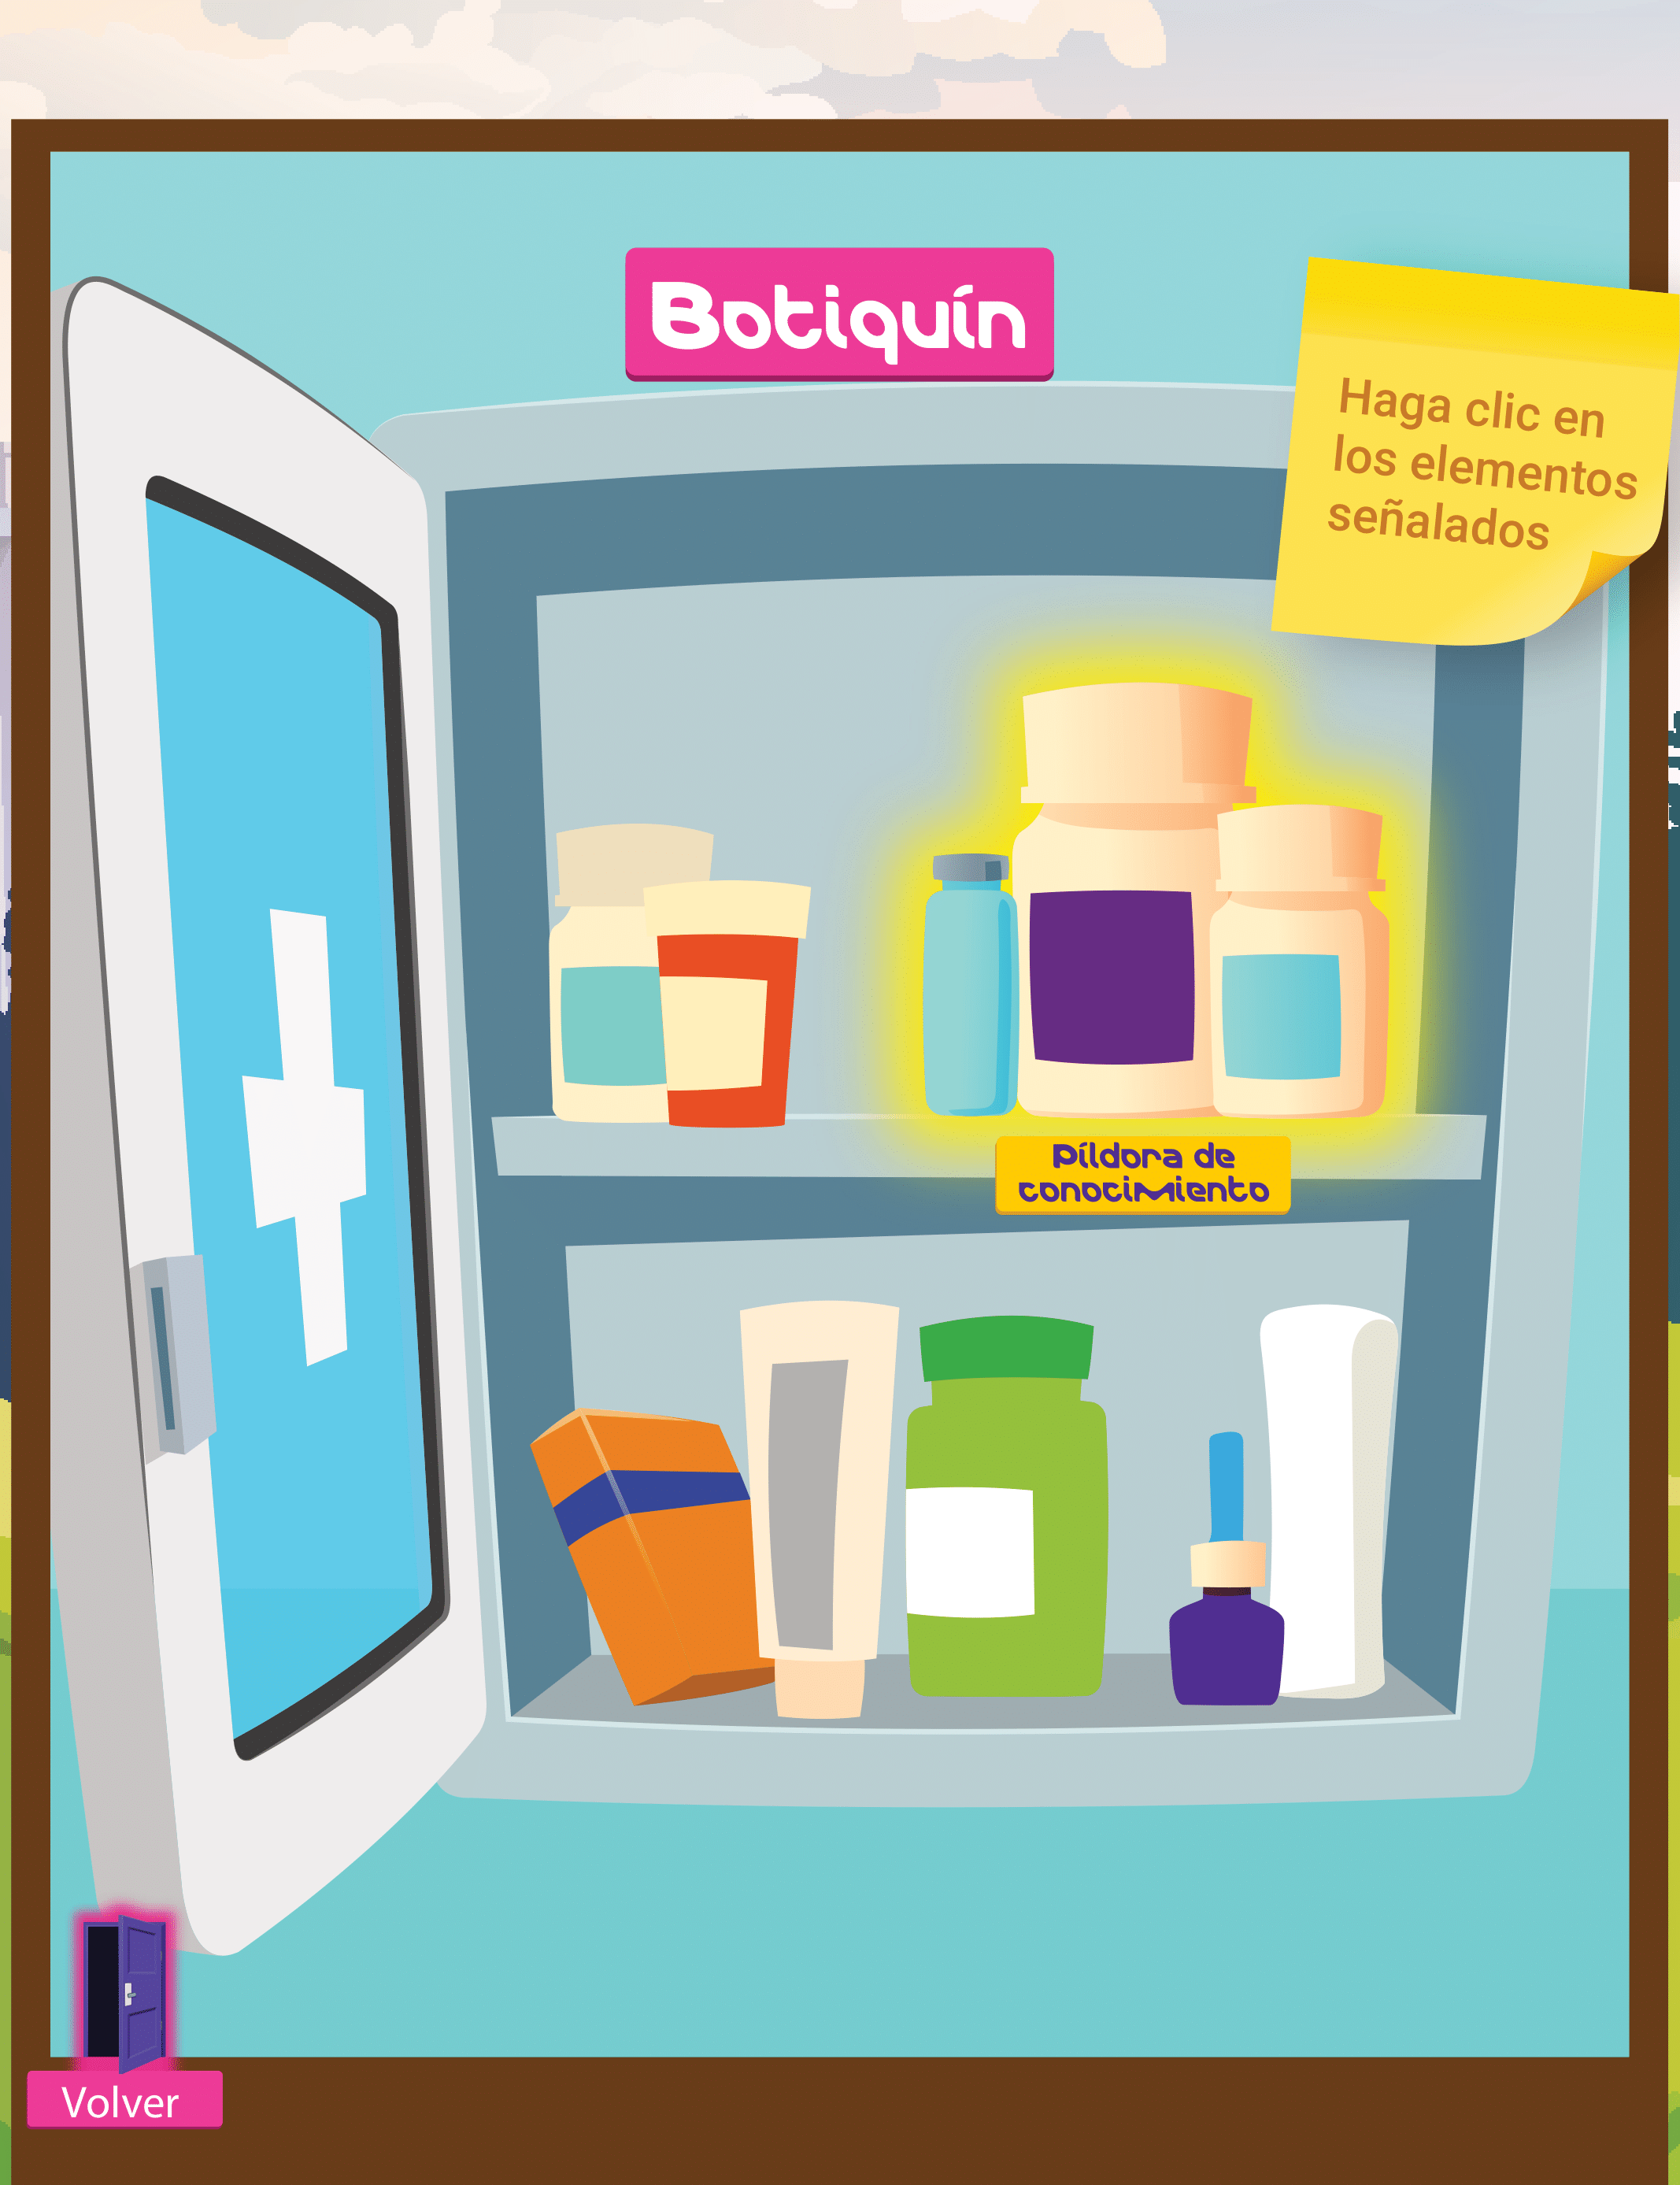 Botiquín
Haga clic en
los elementos
señalados
Píldora de
conocimiento
Volver